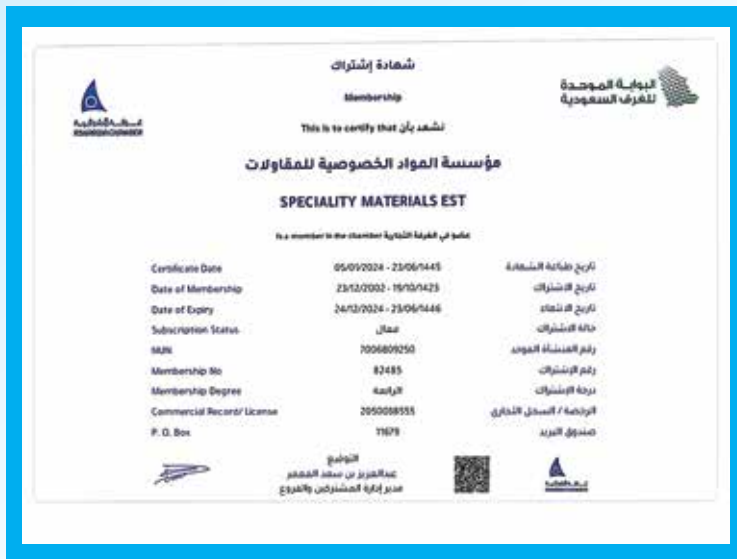 شهادة إشتراك
Membership
البوابة الموحدة
للغرف السعودية
غرفة الشرقية
ASHARQIA CHAMBER
This is to certify that نشهد بأن
مؤسسة المواد الخصوصية للمقاولات
SPECIALITY MATERIALS EST
Is a member in the chamber عضو في الغرفة التجارية
Certificate Date 05/01/2024 - 23/06/1445 تاريخ طباعة الشهادة
Date of Membership 23/12/2002 - 19/10/1423 تاريخ الاشتراك
Date of Expiry 24/12/2024 - 23/06/1446 تاريخ الانتهاء
Subscription Status فعال حالة الاشتراك
NUN 7006809250 رقم المنشأة الموحد
Membership No 82485 رقم الإشتراك
Membership Degree الرابعة درجة الإشتراك
Commercial Record/ License الرخصة / السجل التجاري
P. O. Box 11679 صندوق البريد
التوقيع
عبدالعزيز بن سعد
مدير إدارة المشتركين والفروع